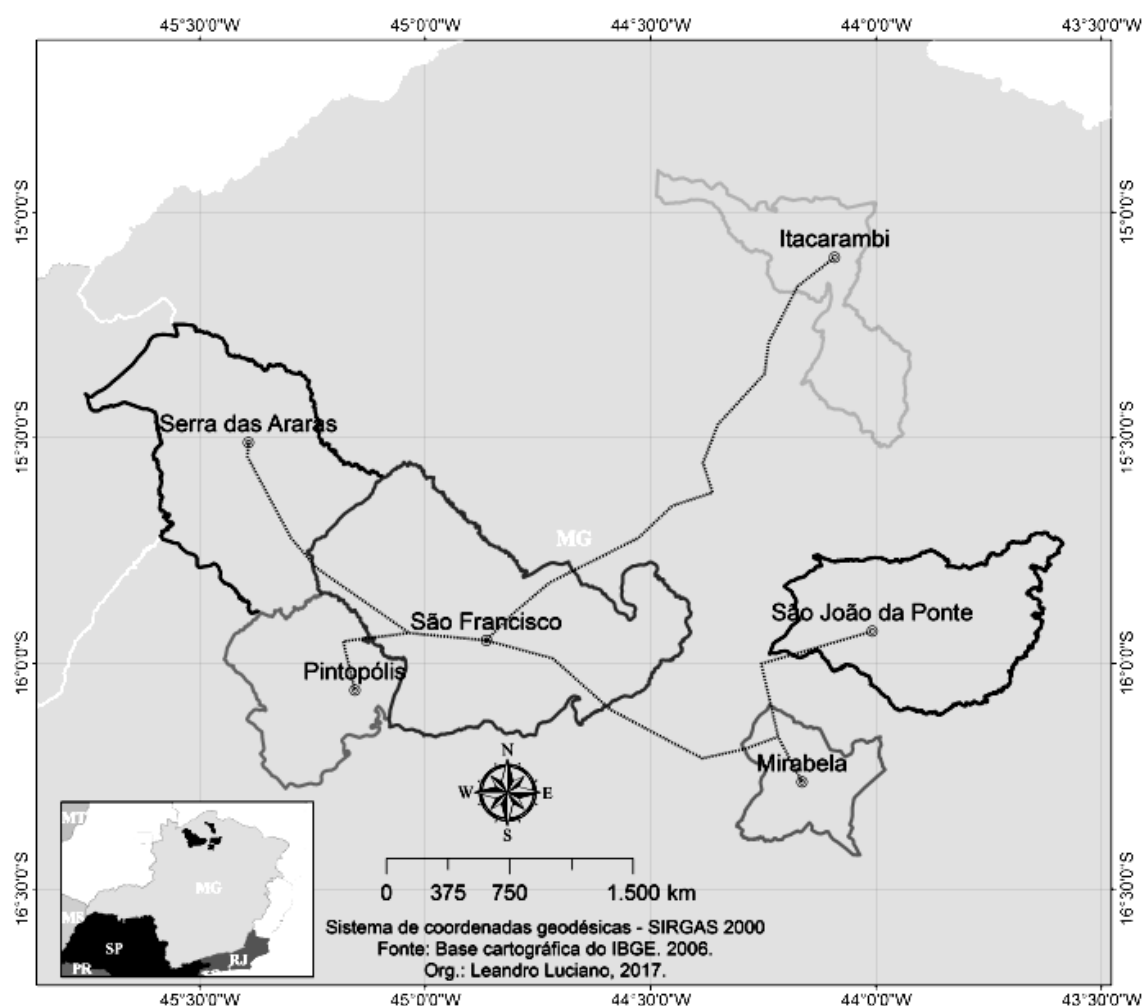 45°30'0"W 45°0'0"W 44°30'0"W 44°0'0"W 43°30'0"W
15°0'0"S 15°0'0"S
Itacarambi
Serra das Araras
15°30'0"S 15°30'0"S
MG
São Francisco
São João da Ponte
Pintopólis
16°0'0"S 16°0'0"S
Mirabela
N
W E
S
MT
MG
MS
SP
RJ
PR
0 375 750 1.500 km
16°30'0"S 16°30'0"S
Sistema de coordenadas geodésicas - SIRGAS 2000
Fonte: Base cartográfica do IBGE. 2006.
Org.: Leandro Luciano, 2017.
45°30'0"W 45°0'0"W 44°30'0"W 44°0'0"W 43°30'0"W